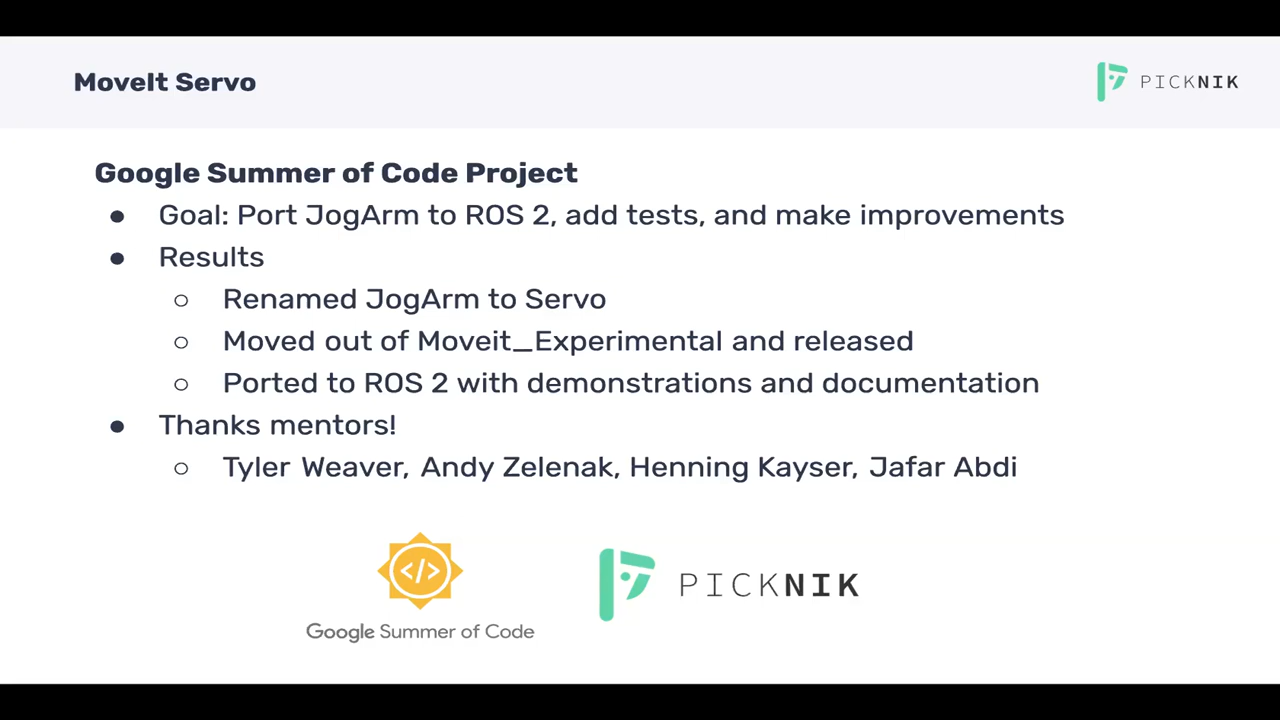 MoveIt Servo
PICKNIK
Google Summer of Code Project
● Goal: Port JogArm to ROS 2, add tests, and make improvements
● Results
○ Renamed JogArm to Servo
○ Moved out of Moveit_Experimental and released
○ Ported to ROS 2 with demonstrations and documentation
● Thanks mentors!
○ Tyler Weaver, Andy Zelenak, Henning Kayser, Jafar Abdi
</>
PICKNIK
Google Summer of Code